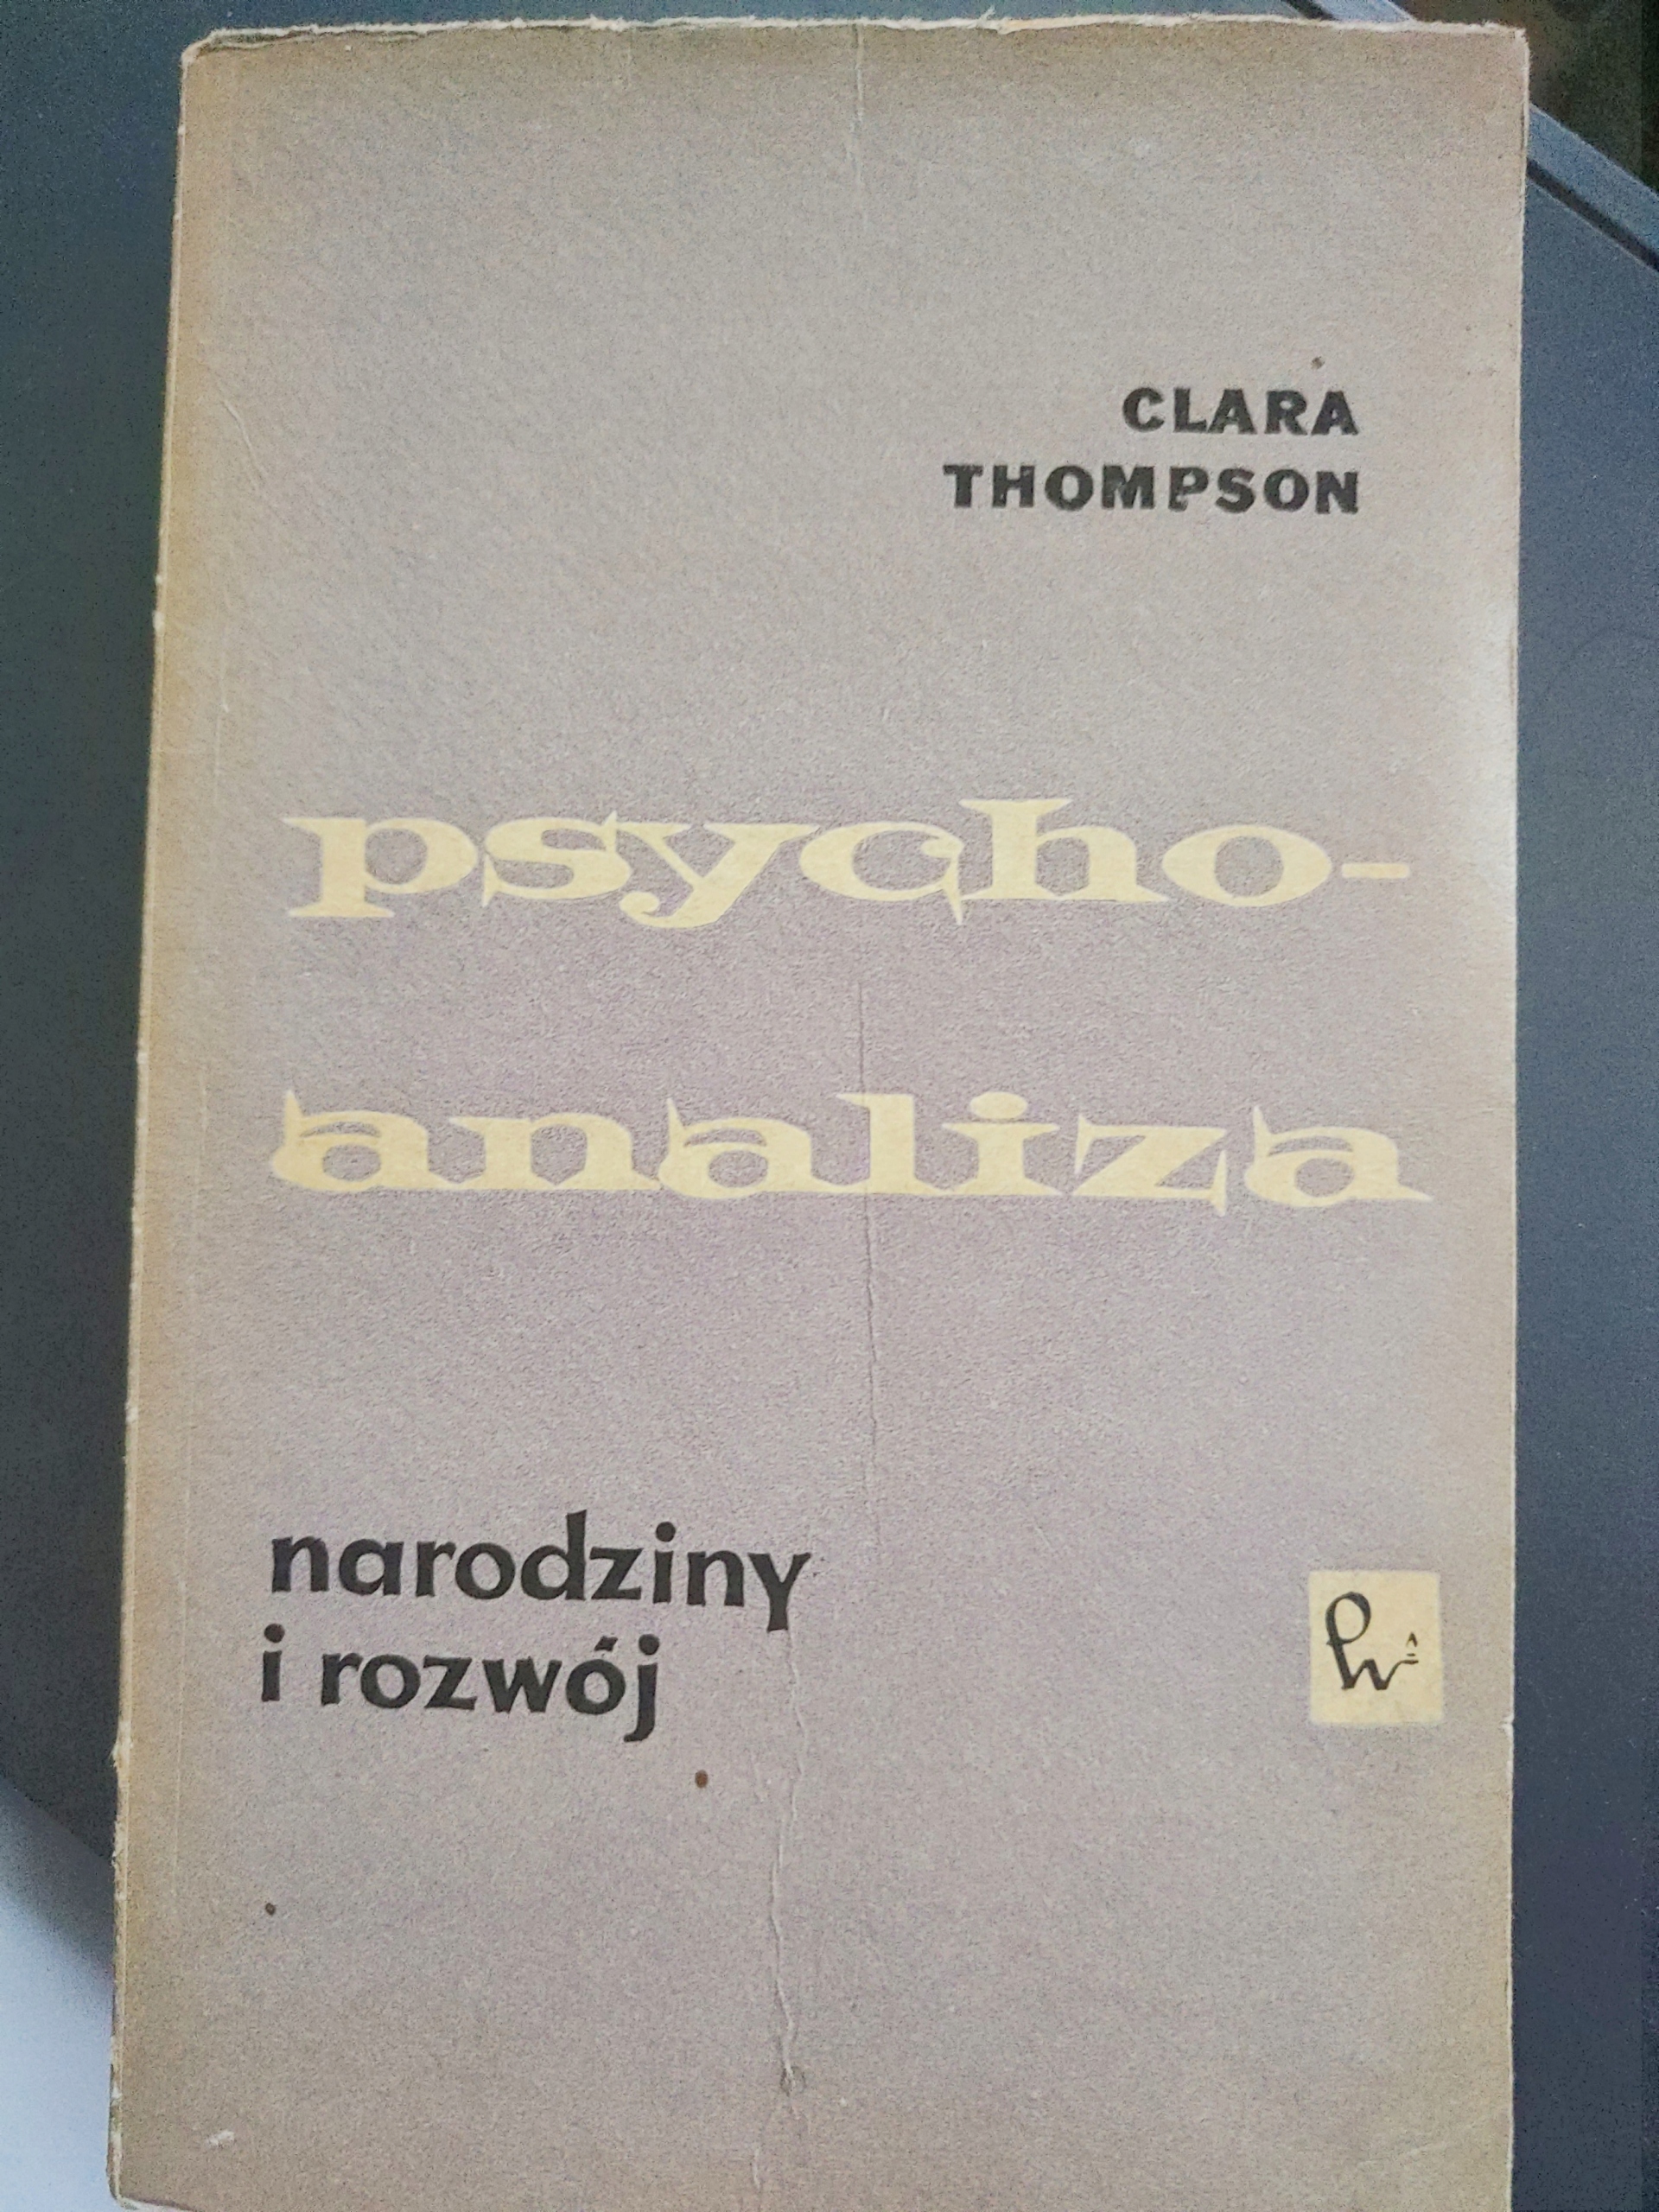 CLARA
THOMPSON
psycho-
analiza
narodziny
i rozwój